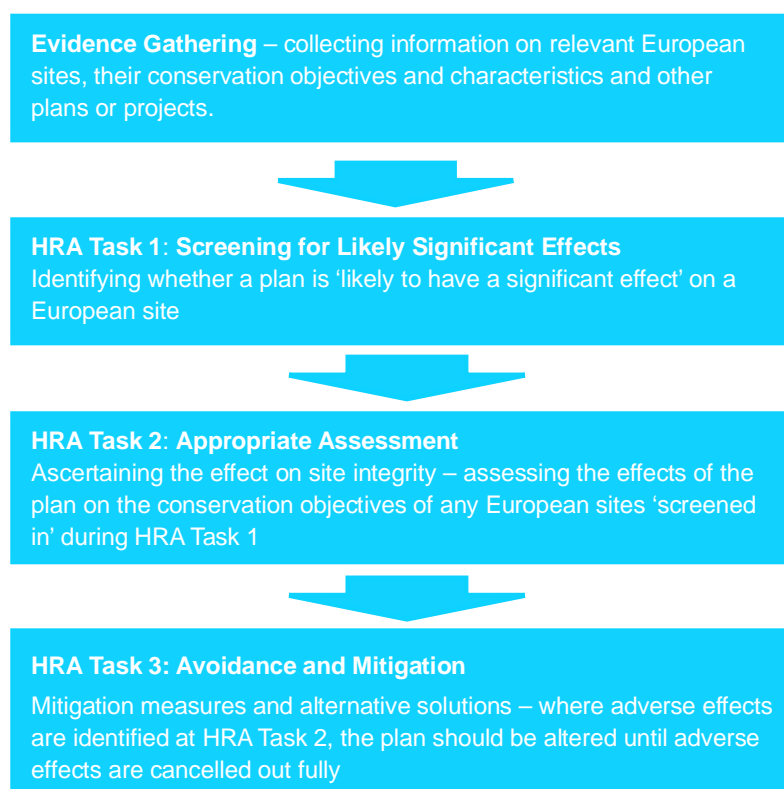 Evidence Gathering – collecting information on relevant European
sites, their conservation objectives and characteristics and other
plans or projects.
HRA Task 1: Screening for Likely Significant Effects
Identifying whether a plan is ‘likely to have a significant effect’ on a
European site
HRA Task 2: Appropriate Assessment
Ascertaining the effect on site integrity – assessing the effects of the
plan on the conservation objectives of any European sites ‘screened
in’ during HRA Task 1
HRA Task 3: Avoidance and Mitigation
Mitigation measures and alternative solutions – where adverse effects
are identified at HRA Task 2, the plan should be altered until adverse
effects are cancelled out fully